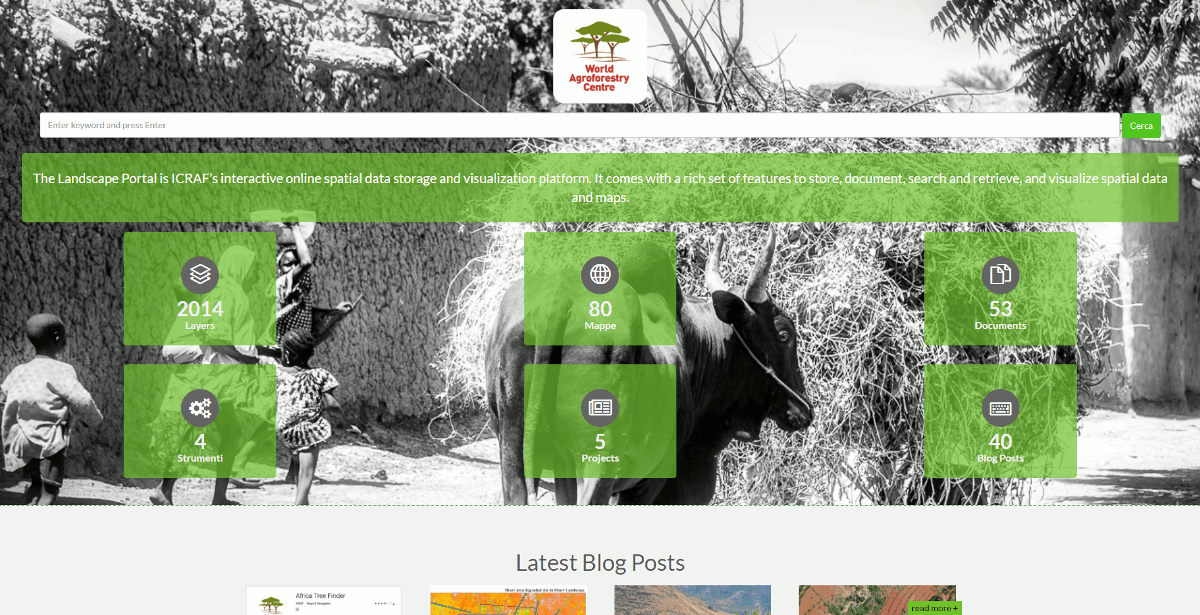 World
Agroforestry
Centre
Enter keyword and press Enter
Cerca
The Landscape Portal is ICRAF's interactive online spatial data storage and visualization platform. It comes with a rich set of features to store, document, search and retrieve, and visualize spatial data
and maps.
2014
Layers
80
Mappe
53
Documents
4
Strumenti
5
Projects
40
Blog Posts
Latest Blog Posts
Africa Tree Finder
read more +